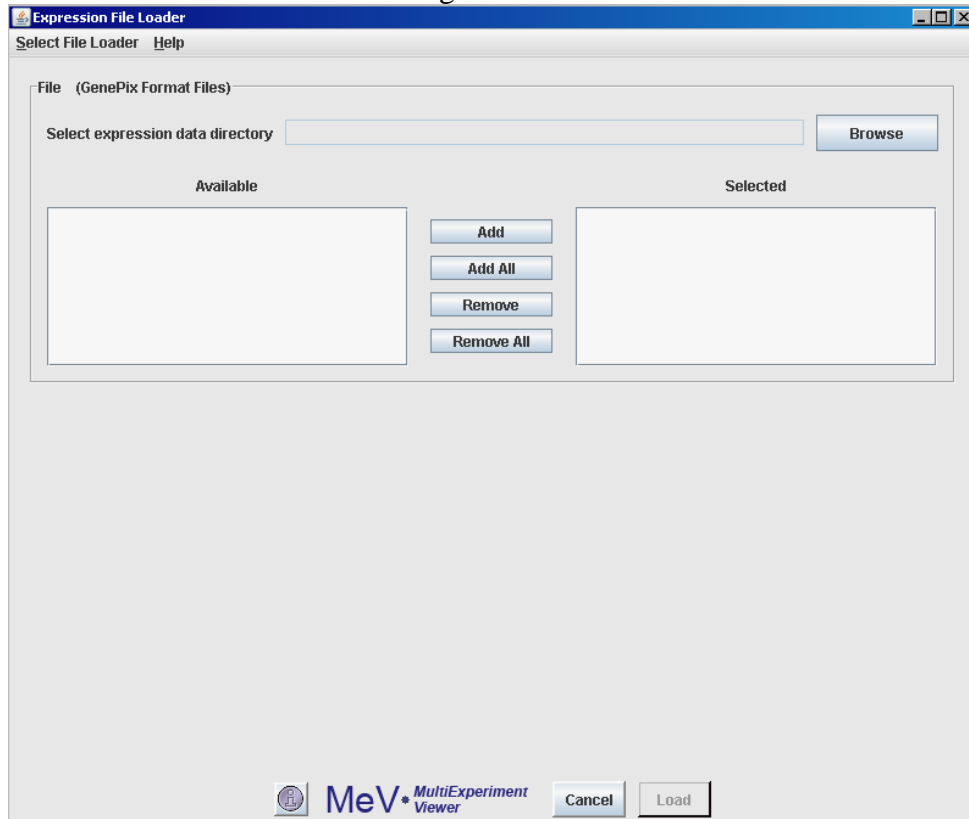 Expression File Loader
Select File Loader Help
File (GenePix Format Files)
Select expression data directory Browse
Available Selected
Add
Add All
Remove
Remove All
MeV MultiExperiment Viewer Cancel Load